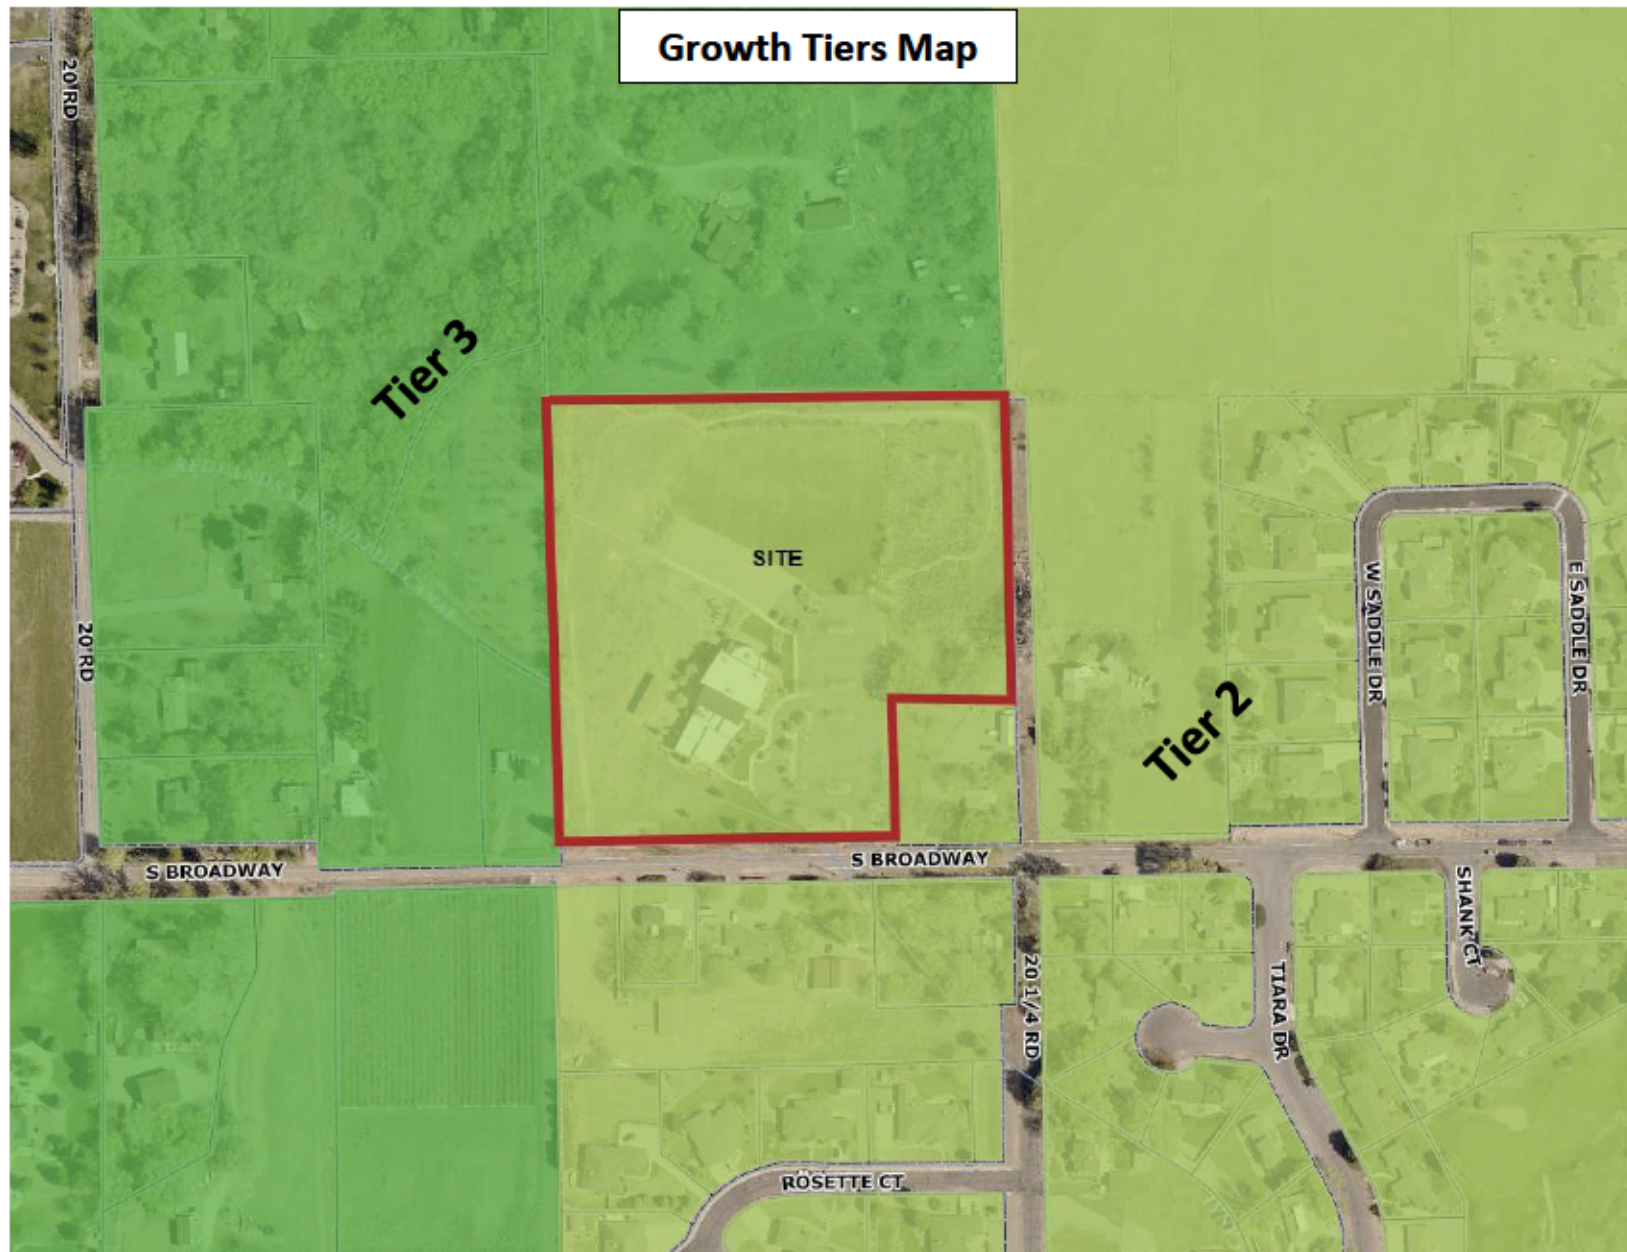 Growth Tiers Map
20 RD
Tier 3
SITE
W SADDLE DR
E SADDLE DR
20 RD
Tier 2
S BROADWAY
S BROADWAY
SHANK CT
20 1/4 RD
TIARA DR
ROSETTE CT